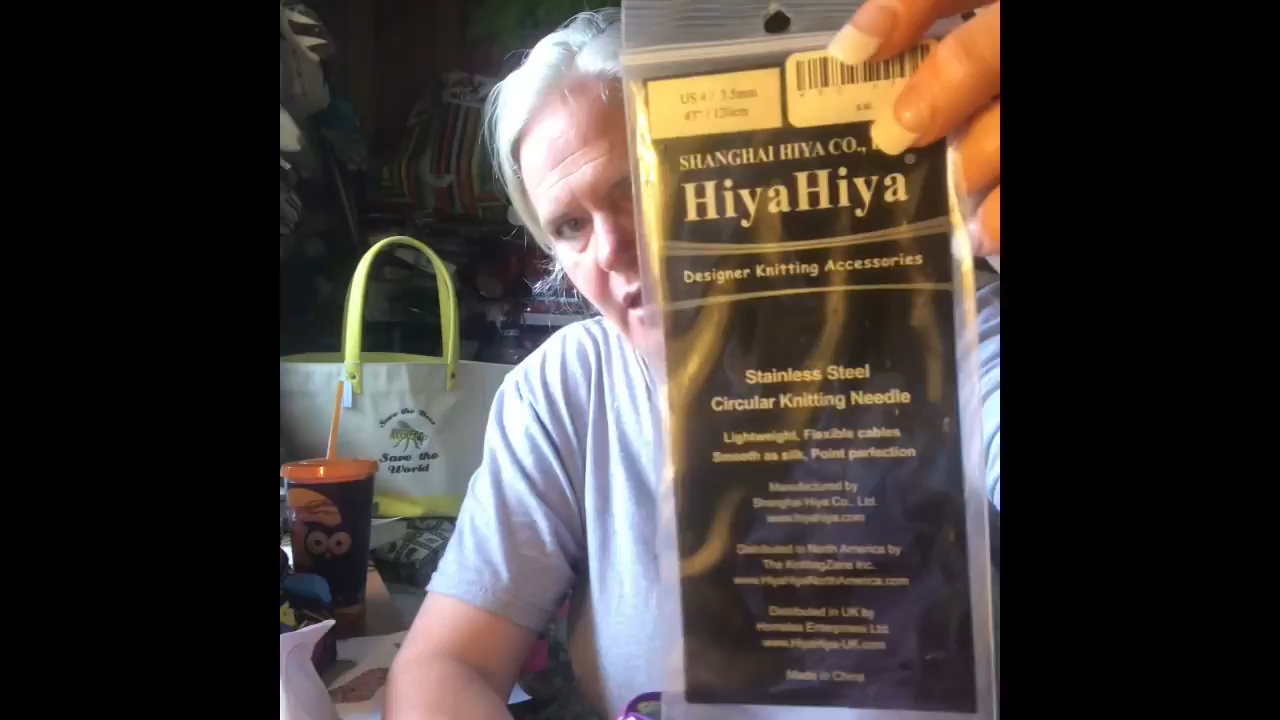 US 4 / 3.5mm
47" / 120cm
SHANGHAI HIYA CO.,
HiyaHiya®
Designer Knitting Accessories
Stainless Steel
Circular Knitting Needle
Lightweight, Flexible cables
Smooth as silk, Point perfection
Manufactured by
Shanghai Hiya Co., Ltd.
www.hiyahiya.com
Distributed in North America by
The KnittingZone Inc.
www.HiyaHiyaNorthAmerica.com
Distributed in UK by
Enterprises Ltd.
www.HiyaHiya-UK.com
Made in China
Save the Bees
Save the
World